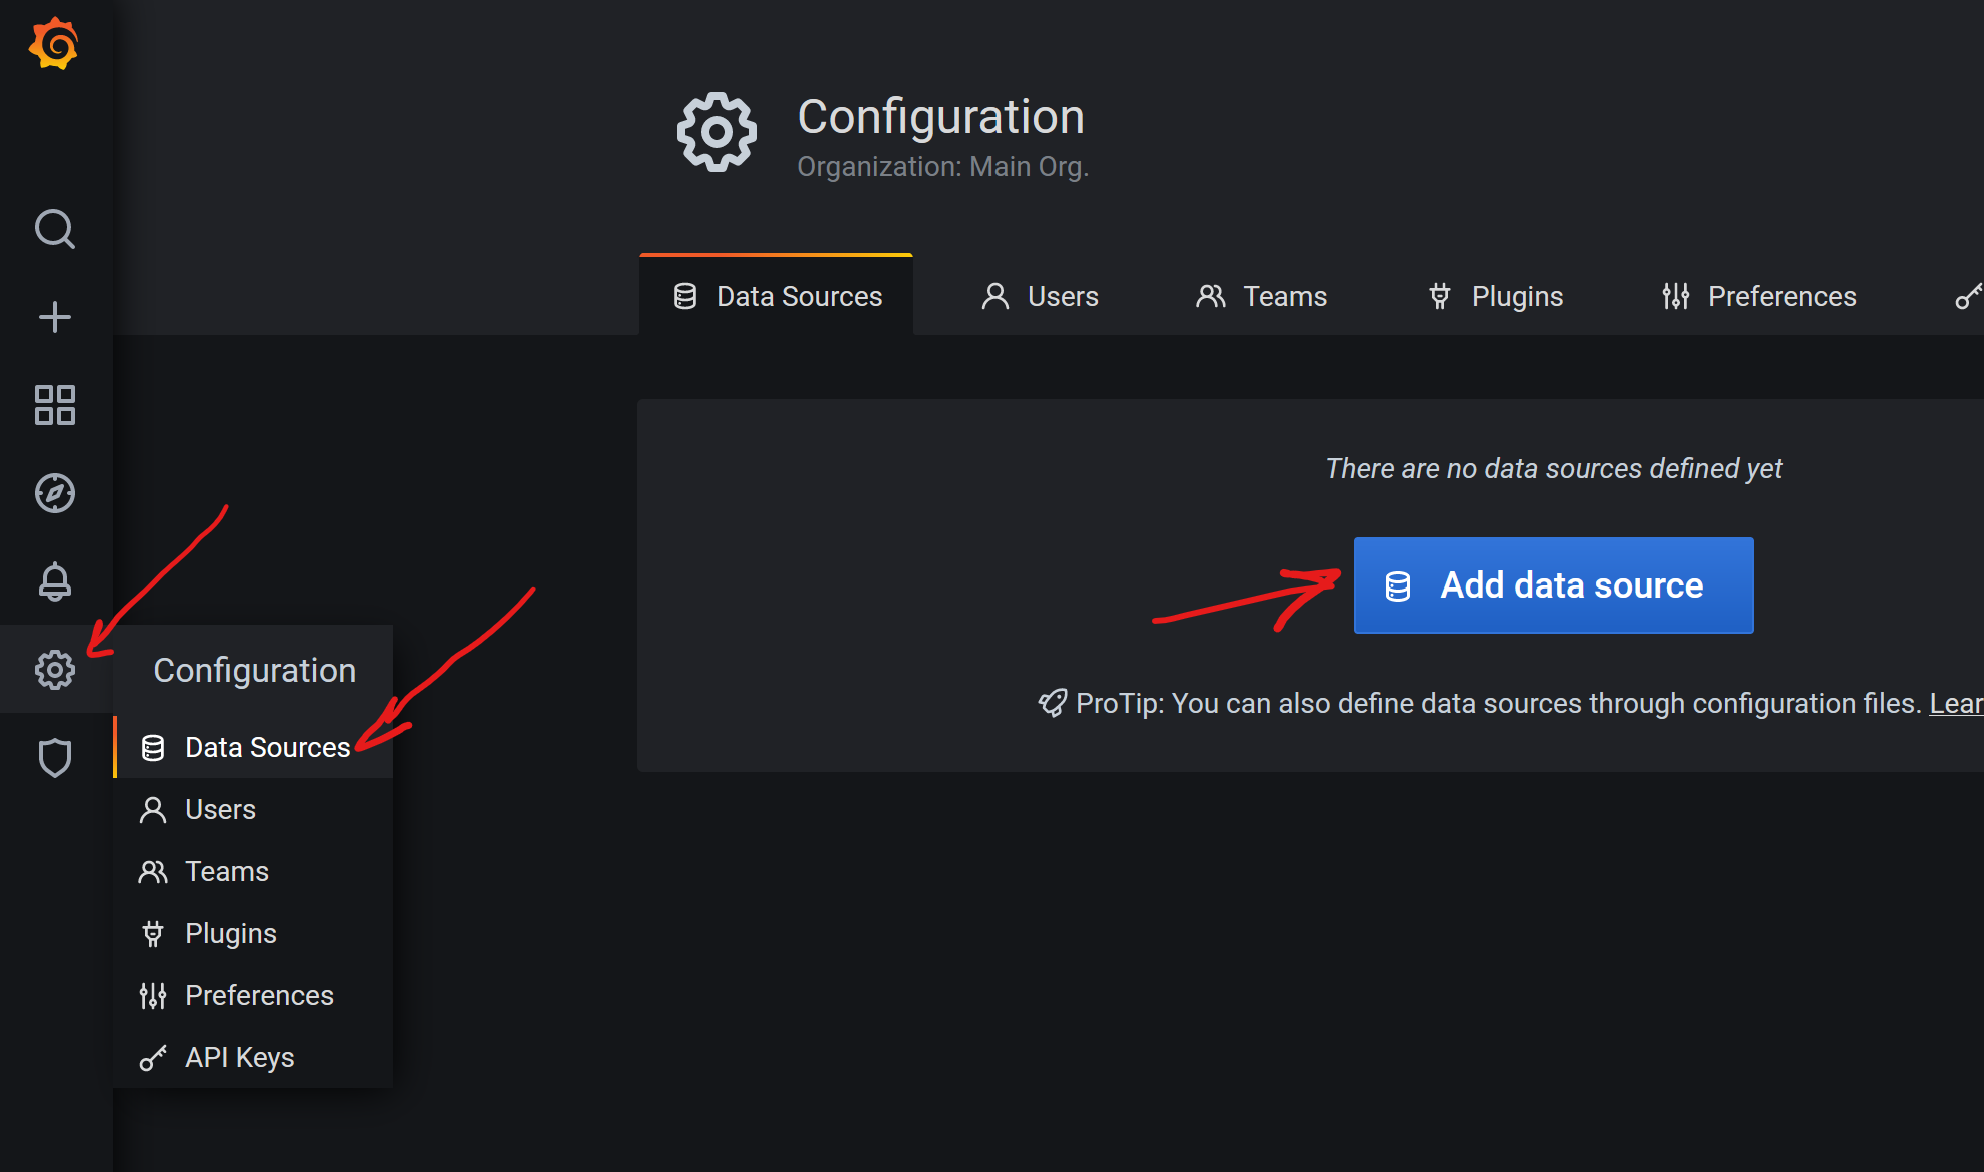 Configuration
Organization: Main Org.
Data Sources Users Teams Plugins Preferences
There are no data sources defined yet
Add data source
ProTip: You can also define data sources through configuration files. Lear
Configuration
Data Sources
Users
Teams
Plugins
Preferences
API Keys